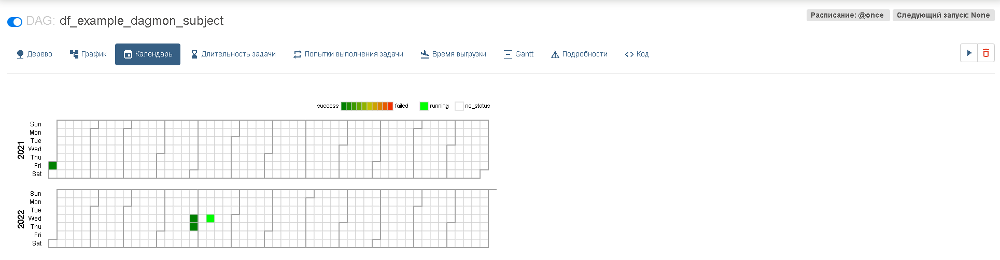 DAG: df_example_dagmon_subject
Расписание: @once Следующий запуск: None
Дерево График Календарь Длительность задачи Попытки выполнения задачи Время выгрузки Gantt Подробности Код
success failed running no_status
2021
Sun
Mon
Tue
Wed
Thu
Fri
Sat
2022
Sun
Mon
Tue
Wed
Thu
Fri
Sat